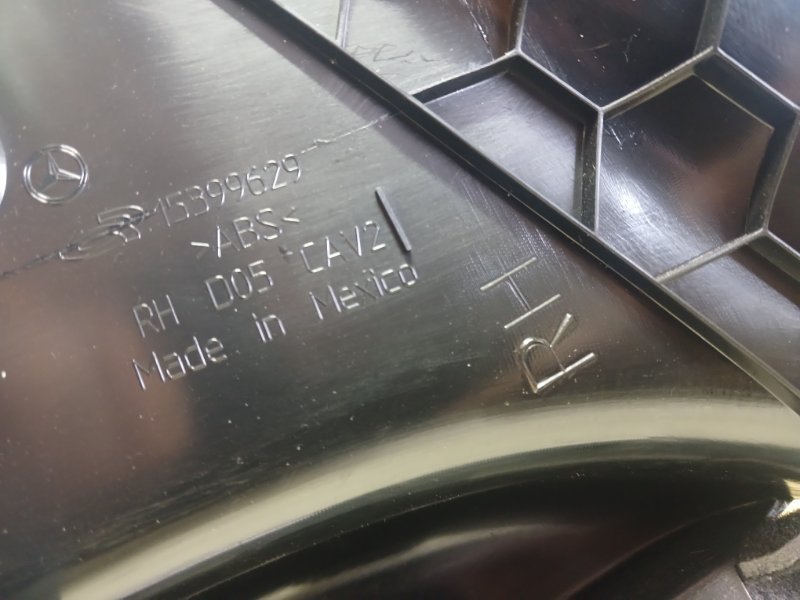 15399629
>ABS<
RH D05 CAV2
Made in Mexico
RH